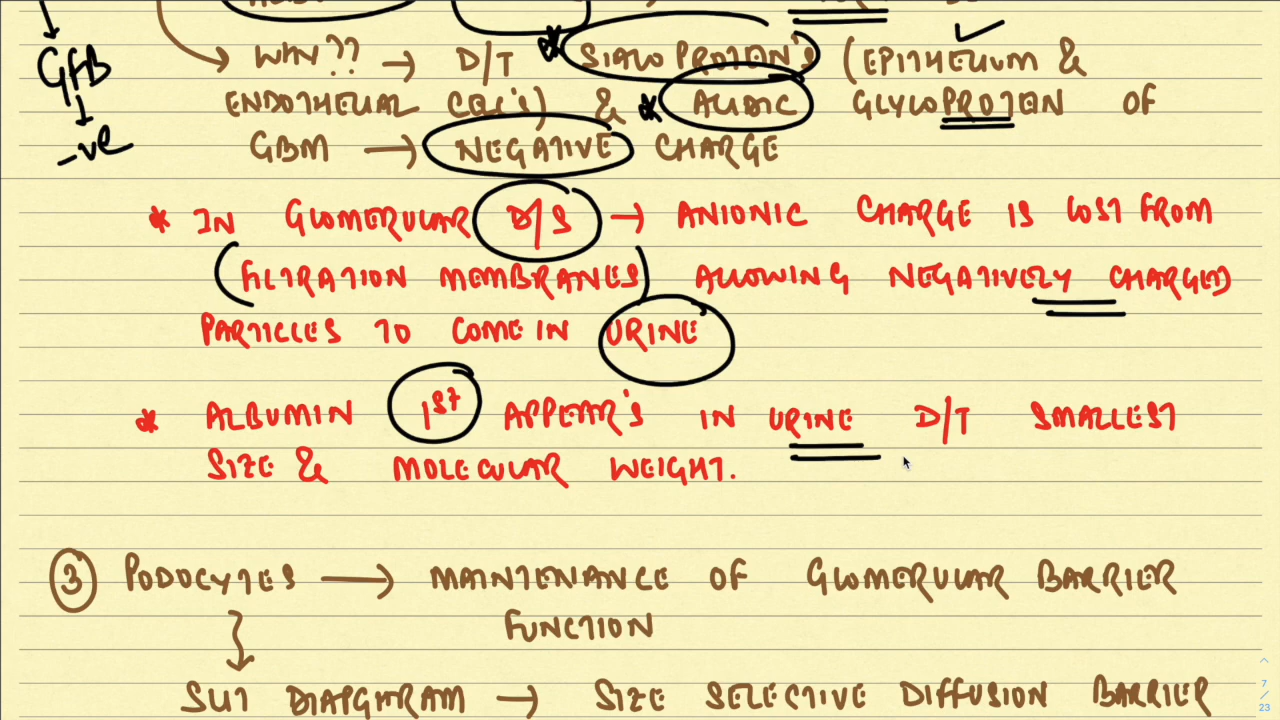 GFB
-ve
WHY?? → D/T * SIALOPROTEIN'S (EPITHELIUM &
ENDOTHELIAL CELL'S) & * ACIDIC GLYCOPROTEIN OF
GBM → NEGATIVE CHARGE
* IN GLOMERULAR D/S → ANIONIC CHARGE IS LOST FROM
(FILTRATION MEMBRANES) ALLOWING NEGATIVELY CHARGED
PARTICLES TO COME IN URINE
* ALBUMIN 1ST APPEAR'S IN URINE D/T SMALLEST
SIZE & MOLECULAR WEIGHT.
③ PODOCYTES → MAINTENANCE OF GLOMERULAR BARRIER
FUNCTION
SLIT DIAPGHRAM → SIZE SELECTIVE DIFFUSION BARRIER
7
/
23